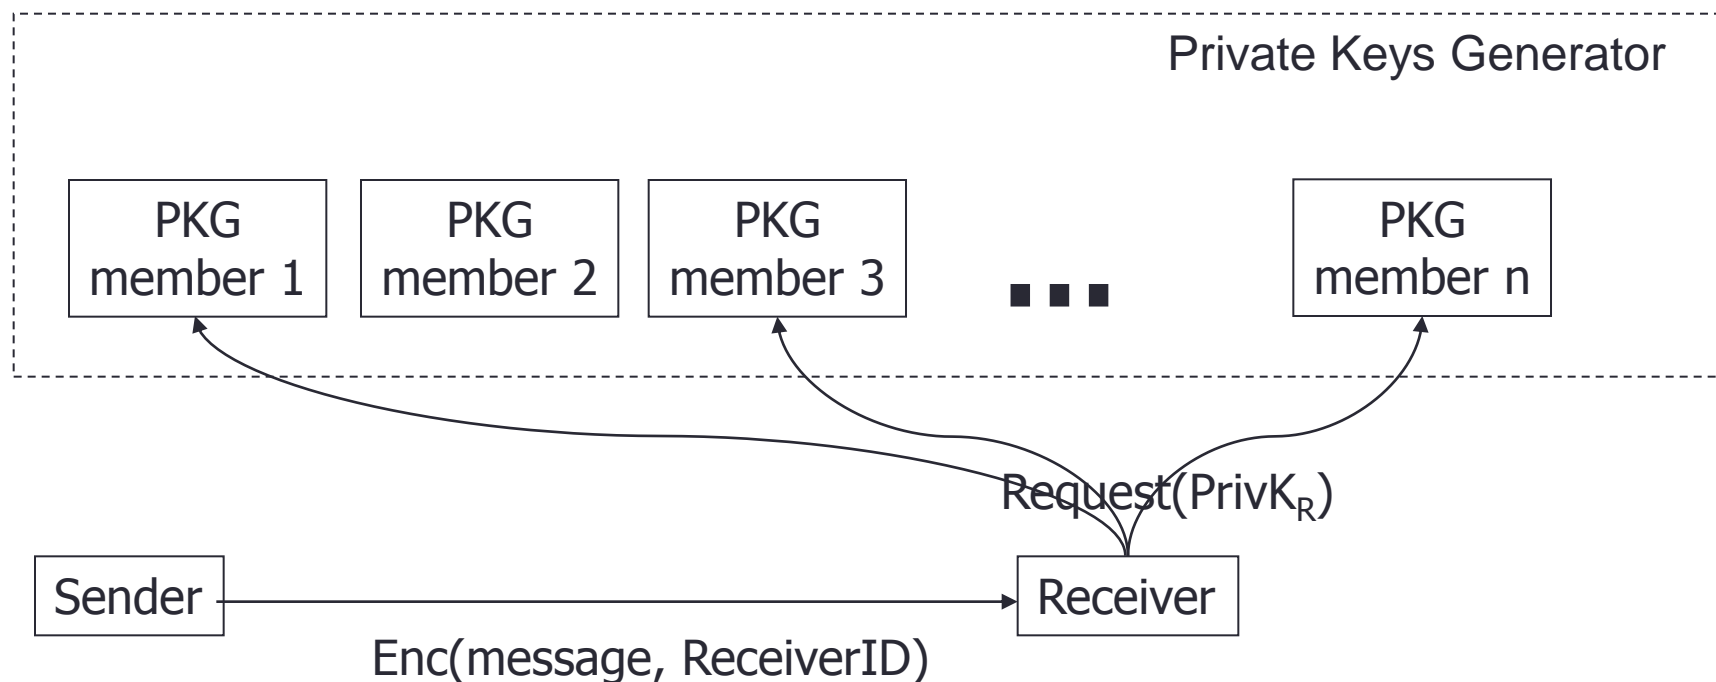 Private Keys Generator
PKG
member 1
PKG
member 2
PKG
member 3
...
PKG
member n
Request(PrivK_R)
Sender
Receiver
Enc(message, ReceiverID)